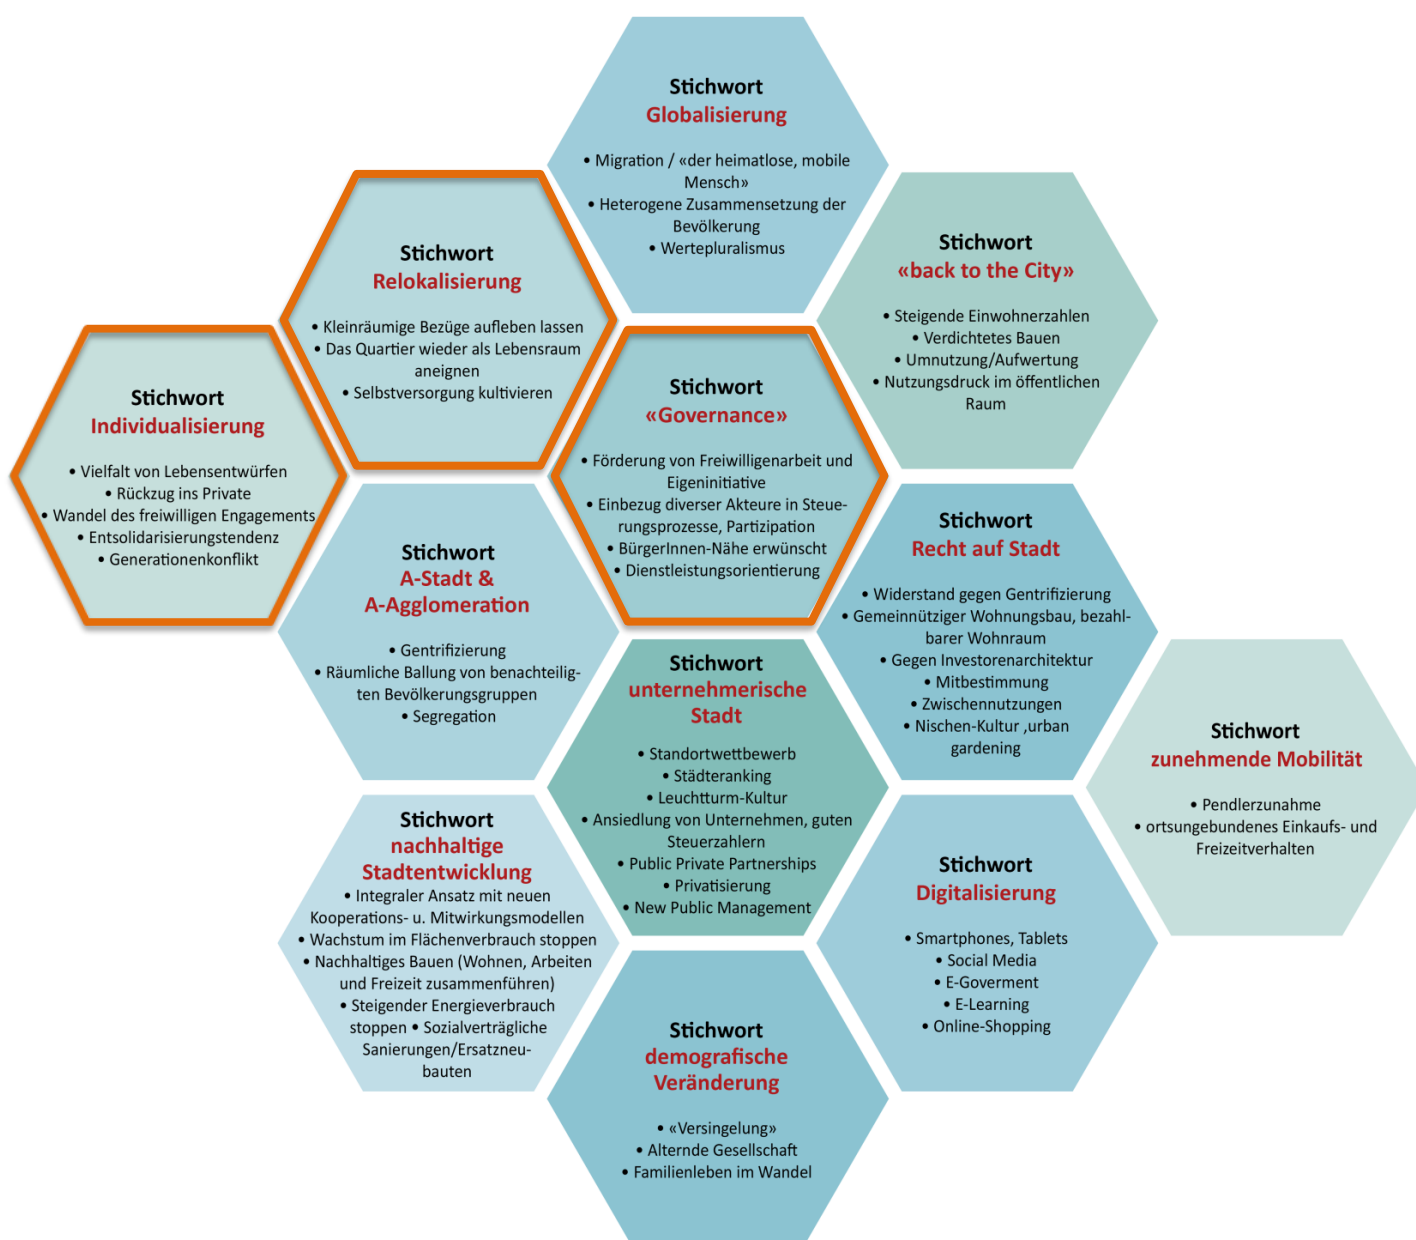 Stichwort
Globalisierung
• Migration / «der heimatlose, mobile
Mensch»
• Heterogene Zusammensetzung der
Bevölkerung
• Wertepluralismus
Stichwort
Relokalisierung
• Kleinräumige Bezüge aufleben lassen
• Das Quartier wieder als Lebensraum
aneignen
• Selbstversorgung kultivieren
Stichwort
«back to the City»
• Steigende Einwohnerzahlen
• Verdichtetes Bauen
• Umnutzung/Aufwertung
• Nutzungsdruck im öffentlichen
Raum
Stichwort
Individualisierung
• Vielfalt von Lebensentwürfen
• Rückzug ins Private
• Wandel des freiwilligen Engagements
• Entsolidarisierungstendenz
• Generationenkonflikt
Stichwort
«Governance»
• Förderung von Freiwilligenarbeit und
Eigeninitiative
• Einbezug diverser Akteure in Steue-
rungsprozesse, Partizipation
• BürgerInnen-Nähe erwünscht
• Dienstleistungsorientierung
Stichwort
A-Stadt &
A-Agglomeration
• Gentrifizierung
• Räumliche Ballung von benachteilig-
ten Bevölkerungsgruppen
• Segregation
Stichwort
Recht auf Stadt
• Widerstand gegen Gentrifizierung
• Gemeinnütziger Wohnungsbau, bezahl-
barer Wohnraum
• Gegen Investorenarchitektur
• Mitbestimmung
• Zwischennutzungen
• Nischen-Kultur ,urban
gardening
Stichwort
unternehmerische
Stadt
• Standortwettbewerb
• Städteranking
• Leuchtturm-Kultur
• Ansiedlung von Unternehmen, guten
Steuerzahlern
• Public Private Partnerships
• Privatisierung
• New Public Management
Stichwort
zunehmende Mobilität
• Pendlerzunahme
• ortsungebundenes Einkaufs- und
Freizeitverhalten
Stichwort
nachhaltige
Stadtentwicklung
• Integraler Ansatz mit neuen
Kooperations- u. Mitwirkungsmodellen
• Wachstum im Flächenverbrauch stoppen
• Nachhaltiges Bauen (Wohnen, Arbeiten
und Freizeit zusammenführen)
• Steigender Energieverbrauch
stoppen • Sozialverträgliche
Sanierungen/Ersatzneu-
bauten
Stichwort
Digitalisierung
• Smartphones, Tablets
• Social Media
• E-Goverment
• E-Learning
• Online-Shopping
Stichwort
demografische
Veränderung
• «Versingelung»
• Alternde Gesellschaft
• Familienleben im Wandel